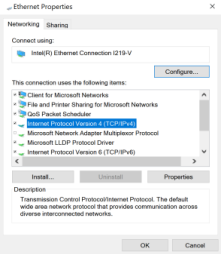 Ethernet Properties
Networking
Sharing
Connect using:
Intel(R) Ethernet Connection I219-V
Configure...
This connection uses the following items:
Client for Microsoft Networks
File and Printer Sharing for Microsoft Networks
QoS Packet Scheduler
Internet Protocol Version 4 (TCP/IPv4)
Microsoft Network Adapter Multiplexor Protocol
Microsoft LLDP Protocol Driver
Internet Protocol Version 6 (TCP/IPv6)
Install...
Uninstall
Properties
Description
Transmission Control Protocol/Internet Protocol. The default
wide area network protocol that provides communication across
diverse interconnected networks.
OK
Cancel